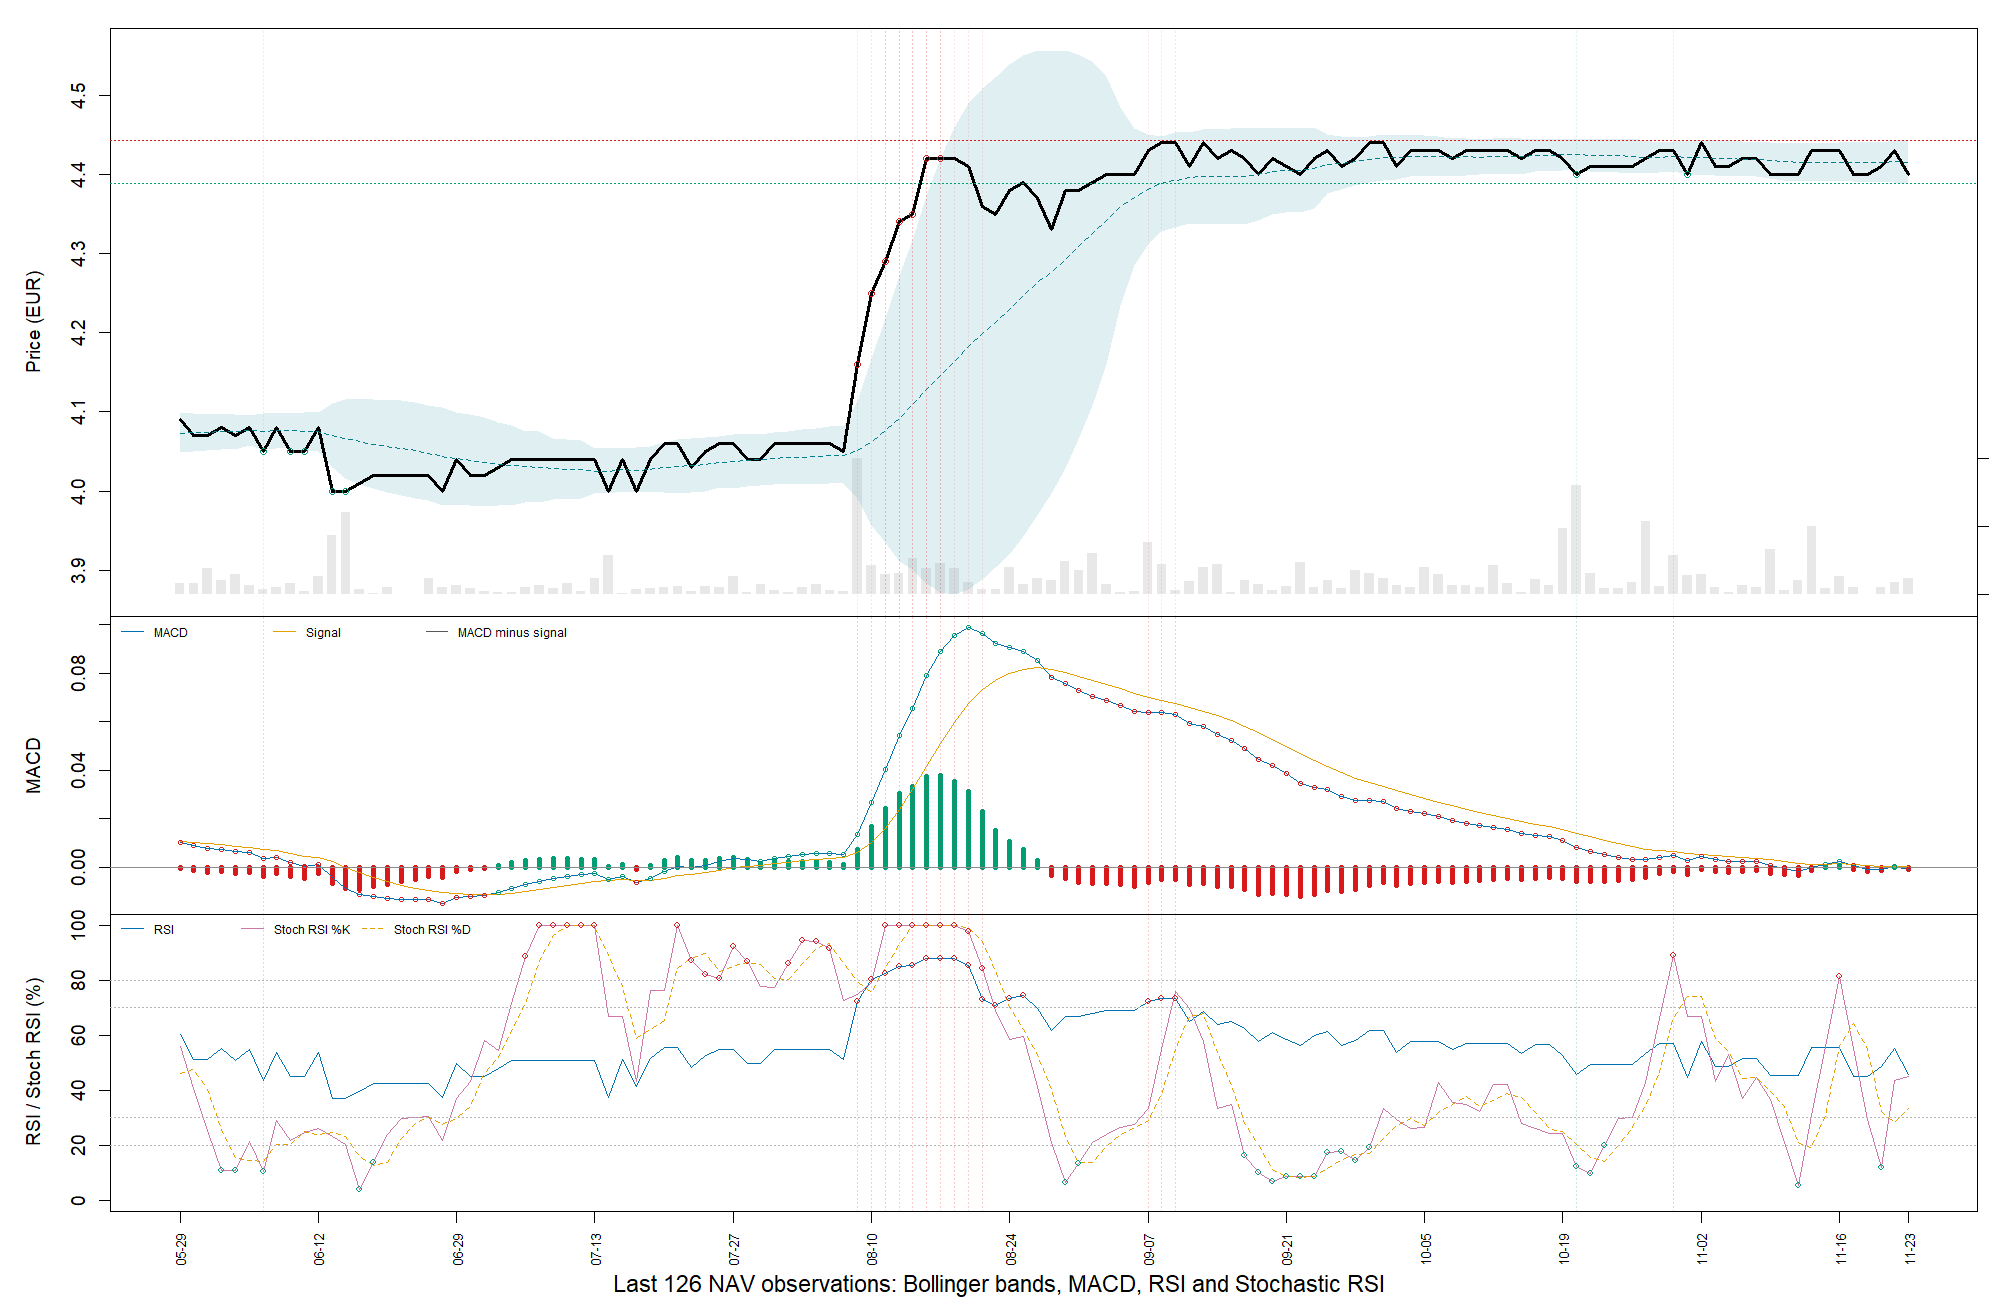 Price (EUR)
4.5
4.4
4.3
4.2
4.1
4.0
3.9
MACD Signal MACD minus signal
MACD
0.08
0.04
0.00
RSI Stoch RSI %K Stoch RSI %D
RSI / Stoch RSI (%)
100
80
60
40
20
0
05-29 06-12 06-29 07-13 07-27 08-10 08-24 09-07 09-21 10-05 10-19 11-02 11-16 11-23
Last 126 NAV observations: Bollinger bands, MACD, RSI and Stochastic RSI